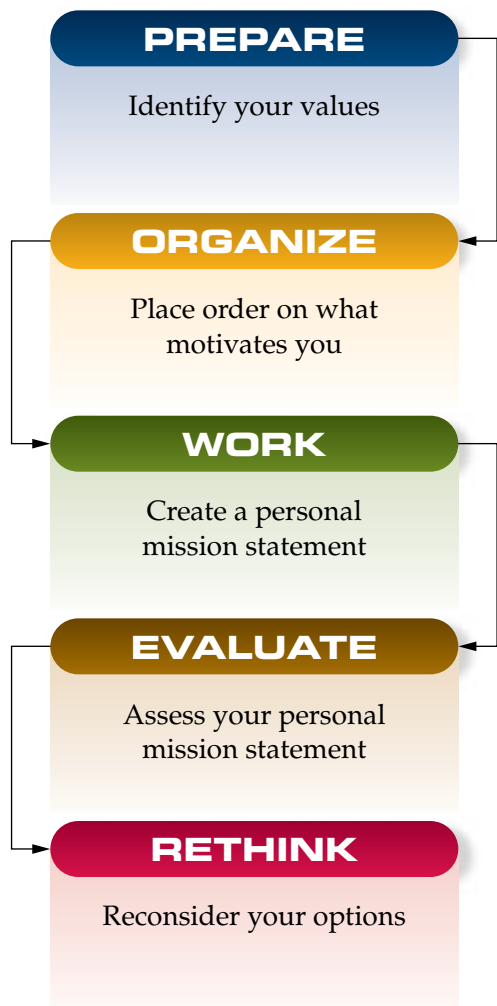 PREPARE
Identify your values
ORGANIZE
Place order on what
motivates you
WORK
Create a personal
mission statement
EVALUATE
Assess your personal
mission statement
RETHINK
Reconsider your options